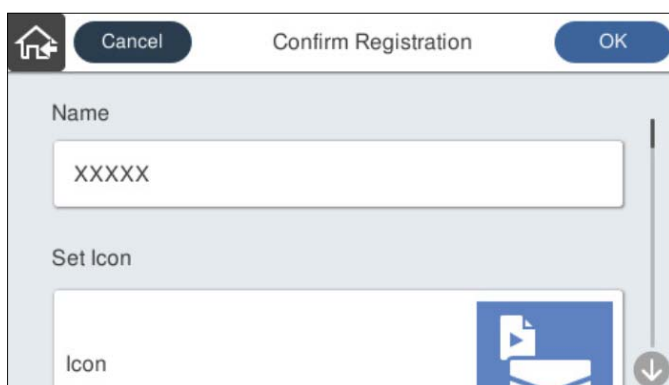 Cancel
Confirm Registration
OK
Name
XXXXX
Set Icon
Icon